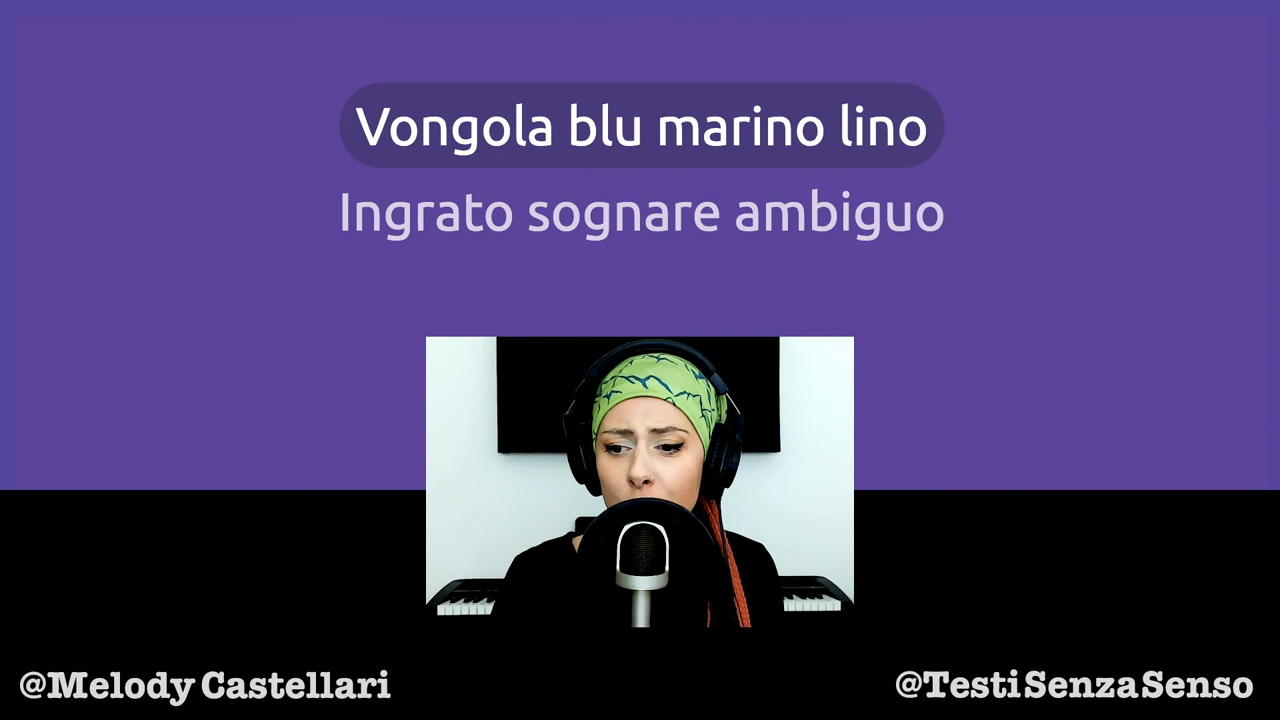 Vongola blu marino lino
Ingrato sognare ambiguo
@Melody Castellari
@TestiSenzaSenso